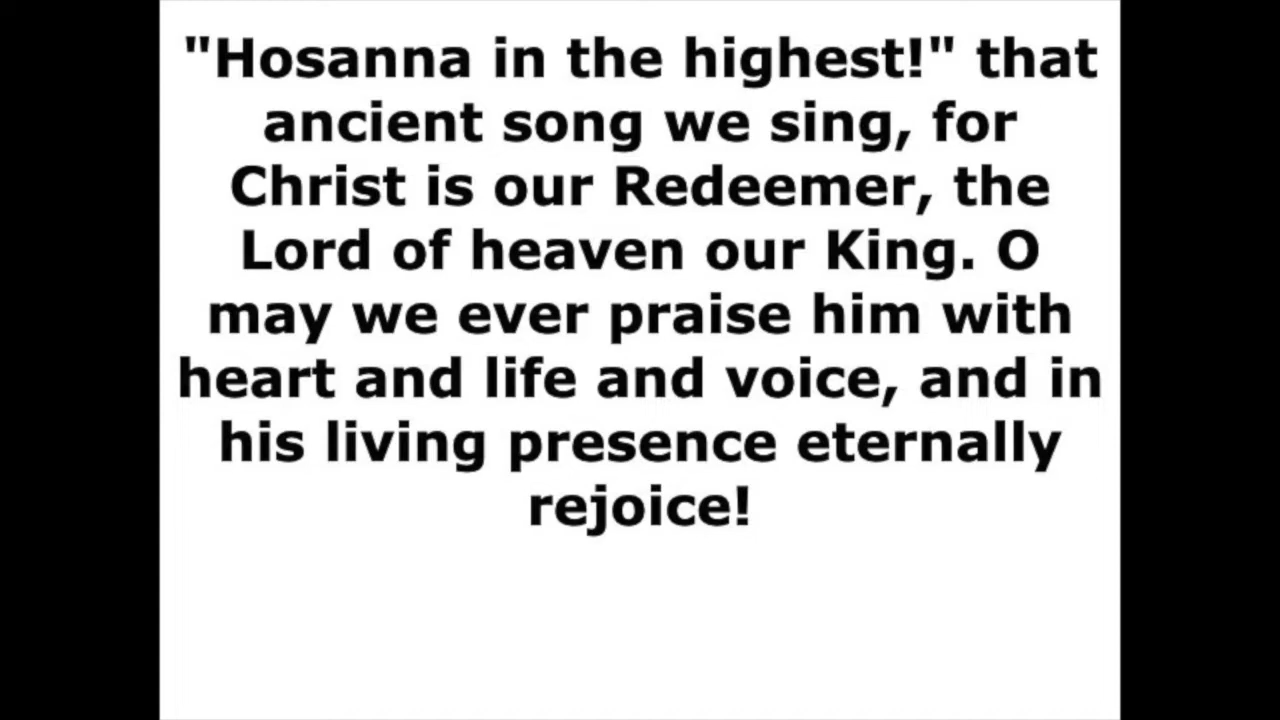 "Hosanna in the highest!" that
ancient song we sing, for
Christ is our Redeemer, the
Lord of heaven our King. O
may we ever praise him with
heart and life and voice, and in
his living presence eternally
rejoice!